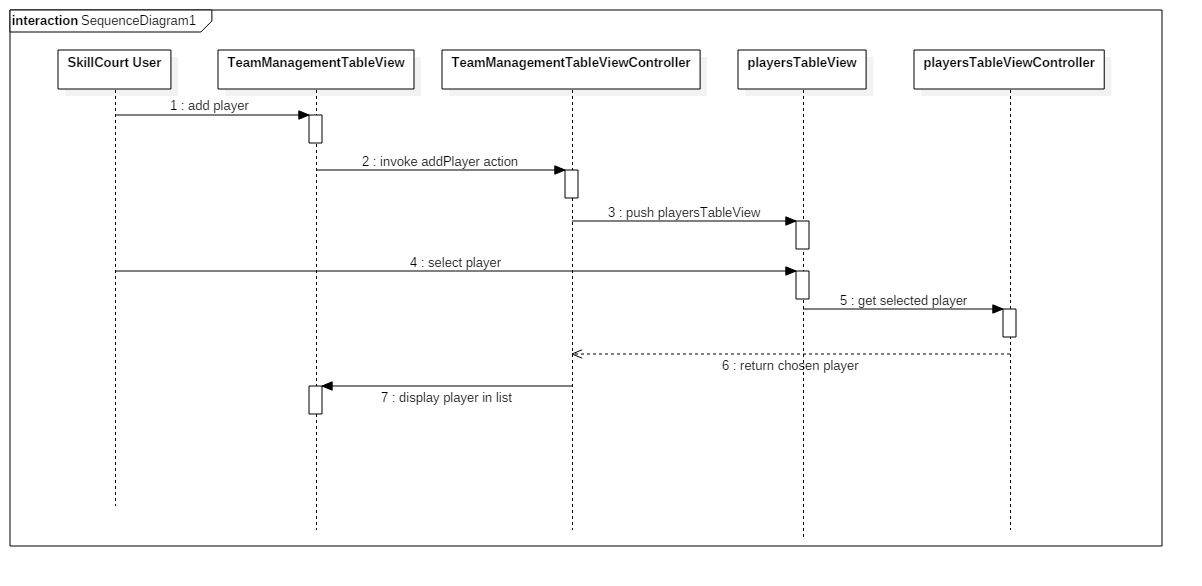 interaction SequenceDiagram1
SkillCourt User
TeamManagementTableView
TeamManagementTableViewController
playersTableView
playersTableViewController
1 : add player
2 : invoke addPlayer action
3 : push playersTableView
4 : select player
5 : get selected player
6 : return chosen player
7 : display player in list